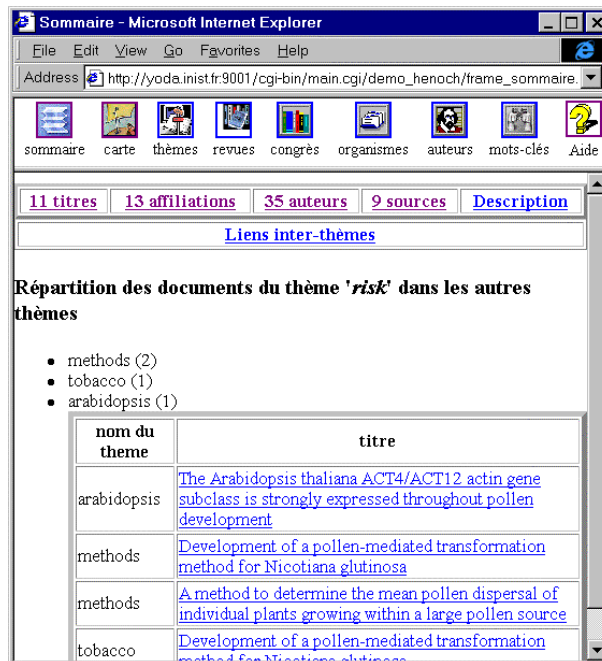 Sommaire - Microsoft Internet Explorer
File Edit View Go Favorites Help
Address http://yoda.inist.fr:9001/cgi-bin/main.cgi/demo_henoch/frame_sommaire.
sommaire carte thèmes revues congrès organismes auteurs mots-clés Aide
11 titres 13 affiliations 35 auteurs 9 sources Description
Liens inter-thèmes
Répartition des documents du thème 'risk' dans les autres
thèmes
methods (2)
tobacco (1)
arabidopsis (1)
nom du
theme
titre
arabidopsis
The Arabidopsis thaliana ACT4/ACT12 actin gene
subclass is strongly expressed throughout pollen
development
methods
Development of a pollen-mediated transformation
method for Nicotiana glutinosa
methods
A method to determine the mean pollen dispersal of
individual plants growing within a large pollen source
tobacco
Development of a pollen-mediated transformation
method for Nicotiana glutinosa